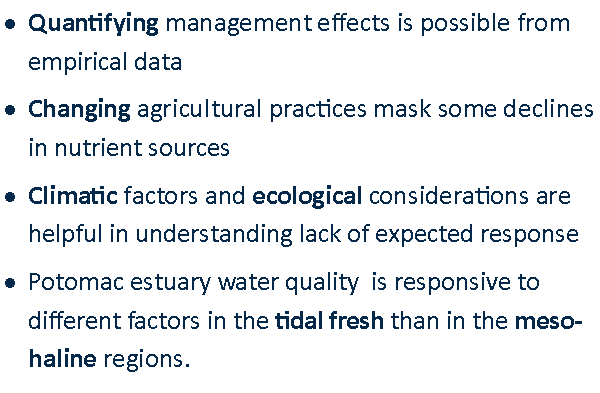 • Quantifying management effects is possible from
empirical data
• Changing agricultural practices mask some declines
in nutrient sources
• Climatic factors and ecological considerations are
helpful in understanding lack of expected response
• Potomac estuary water quality  is responsive to
different factors in the tidal fresh than in the meso-
haline regions.